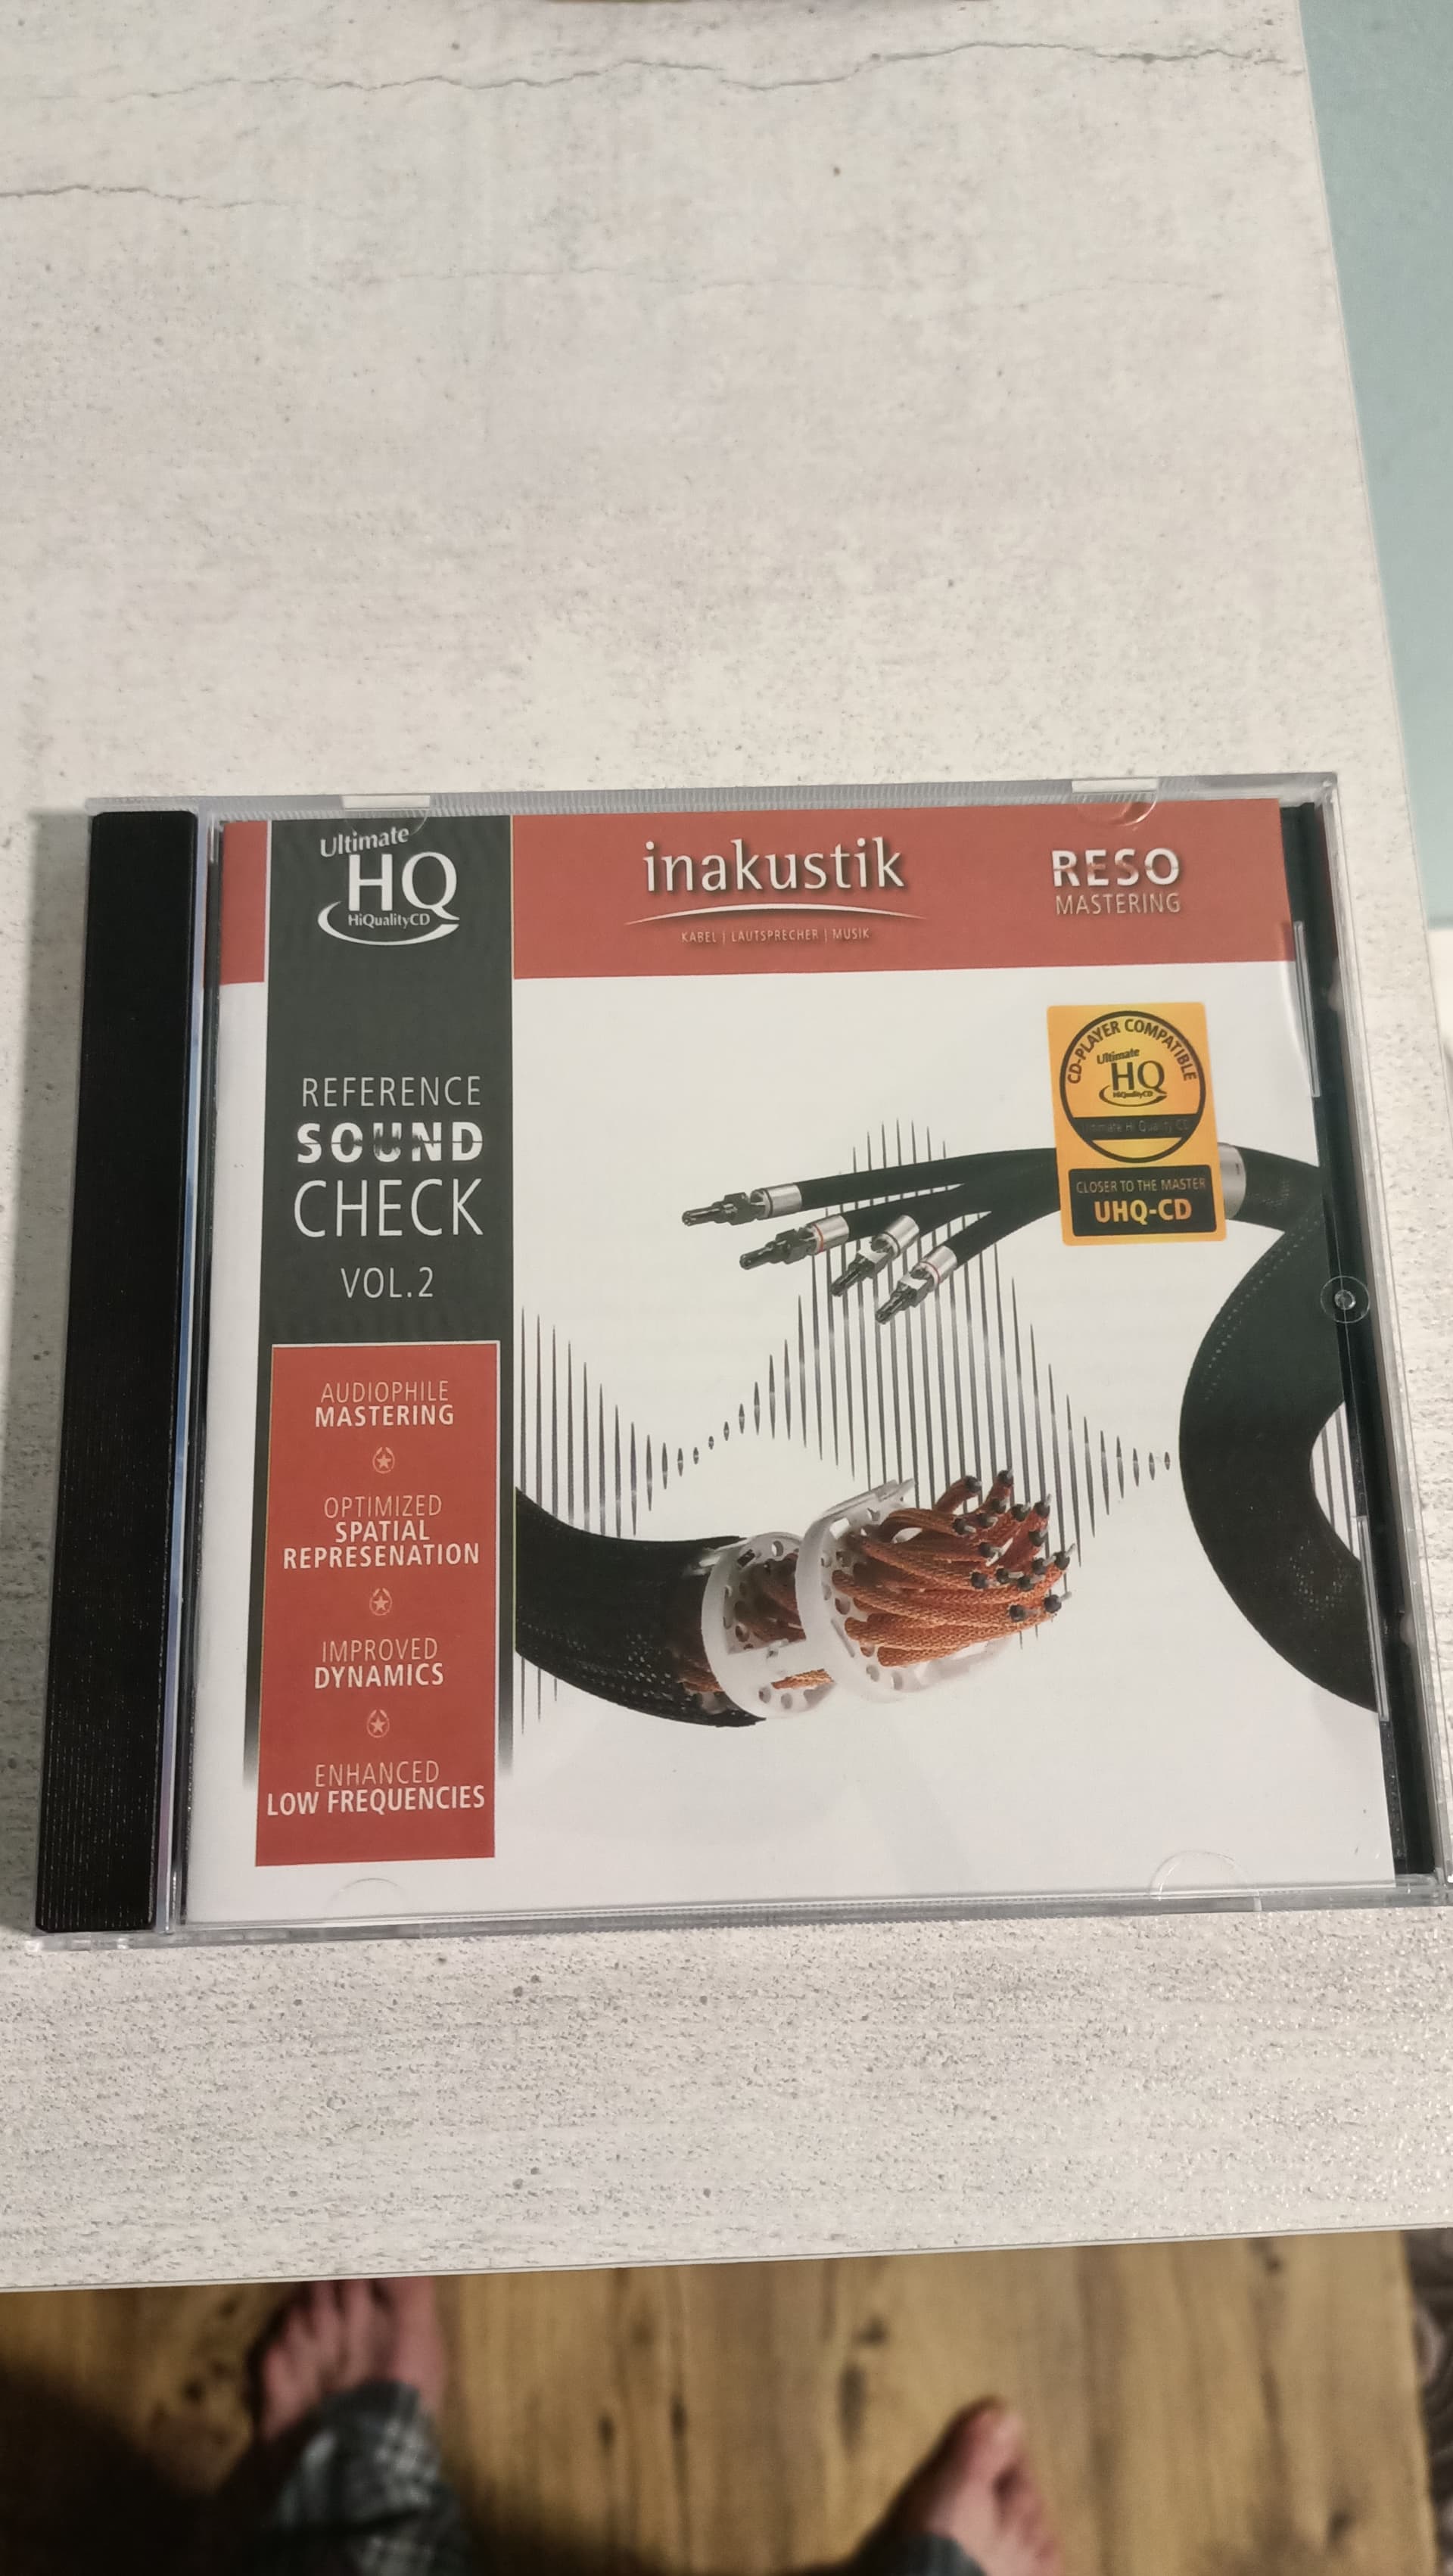 Ultimate
HQ
HiQualityCD
inakustik
KABEL | LAUTSPRECHER | MUSIK
RESO
MASTERING
REFERENCE
SOUND
CHECK
VOL.2
AUDIOPHILE
MASTERING
OPTIMIZED
SPATIAL
REPRESENATION
IMPROVED
DYNAMICS
ENHANCED
LOW FREQUENCIES
CD-PLAYER COMPATIBLE
Ultimate
HQ
HiQualityCD
Ultimate Hi Quality CD
CLOSER TO THE MASTER
UHQ-CD